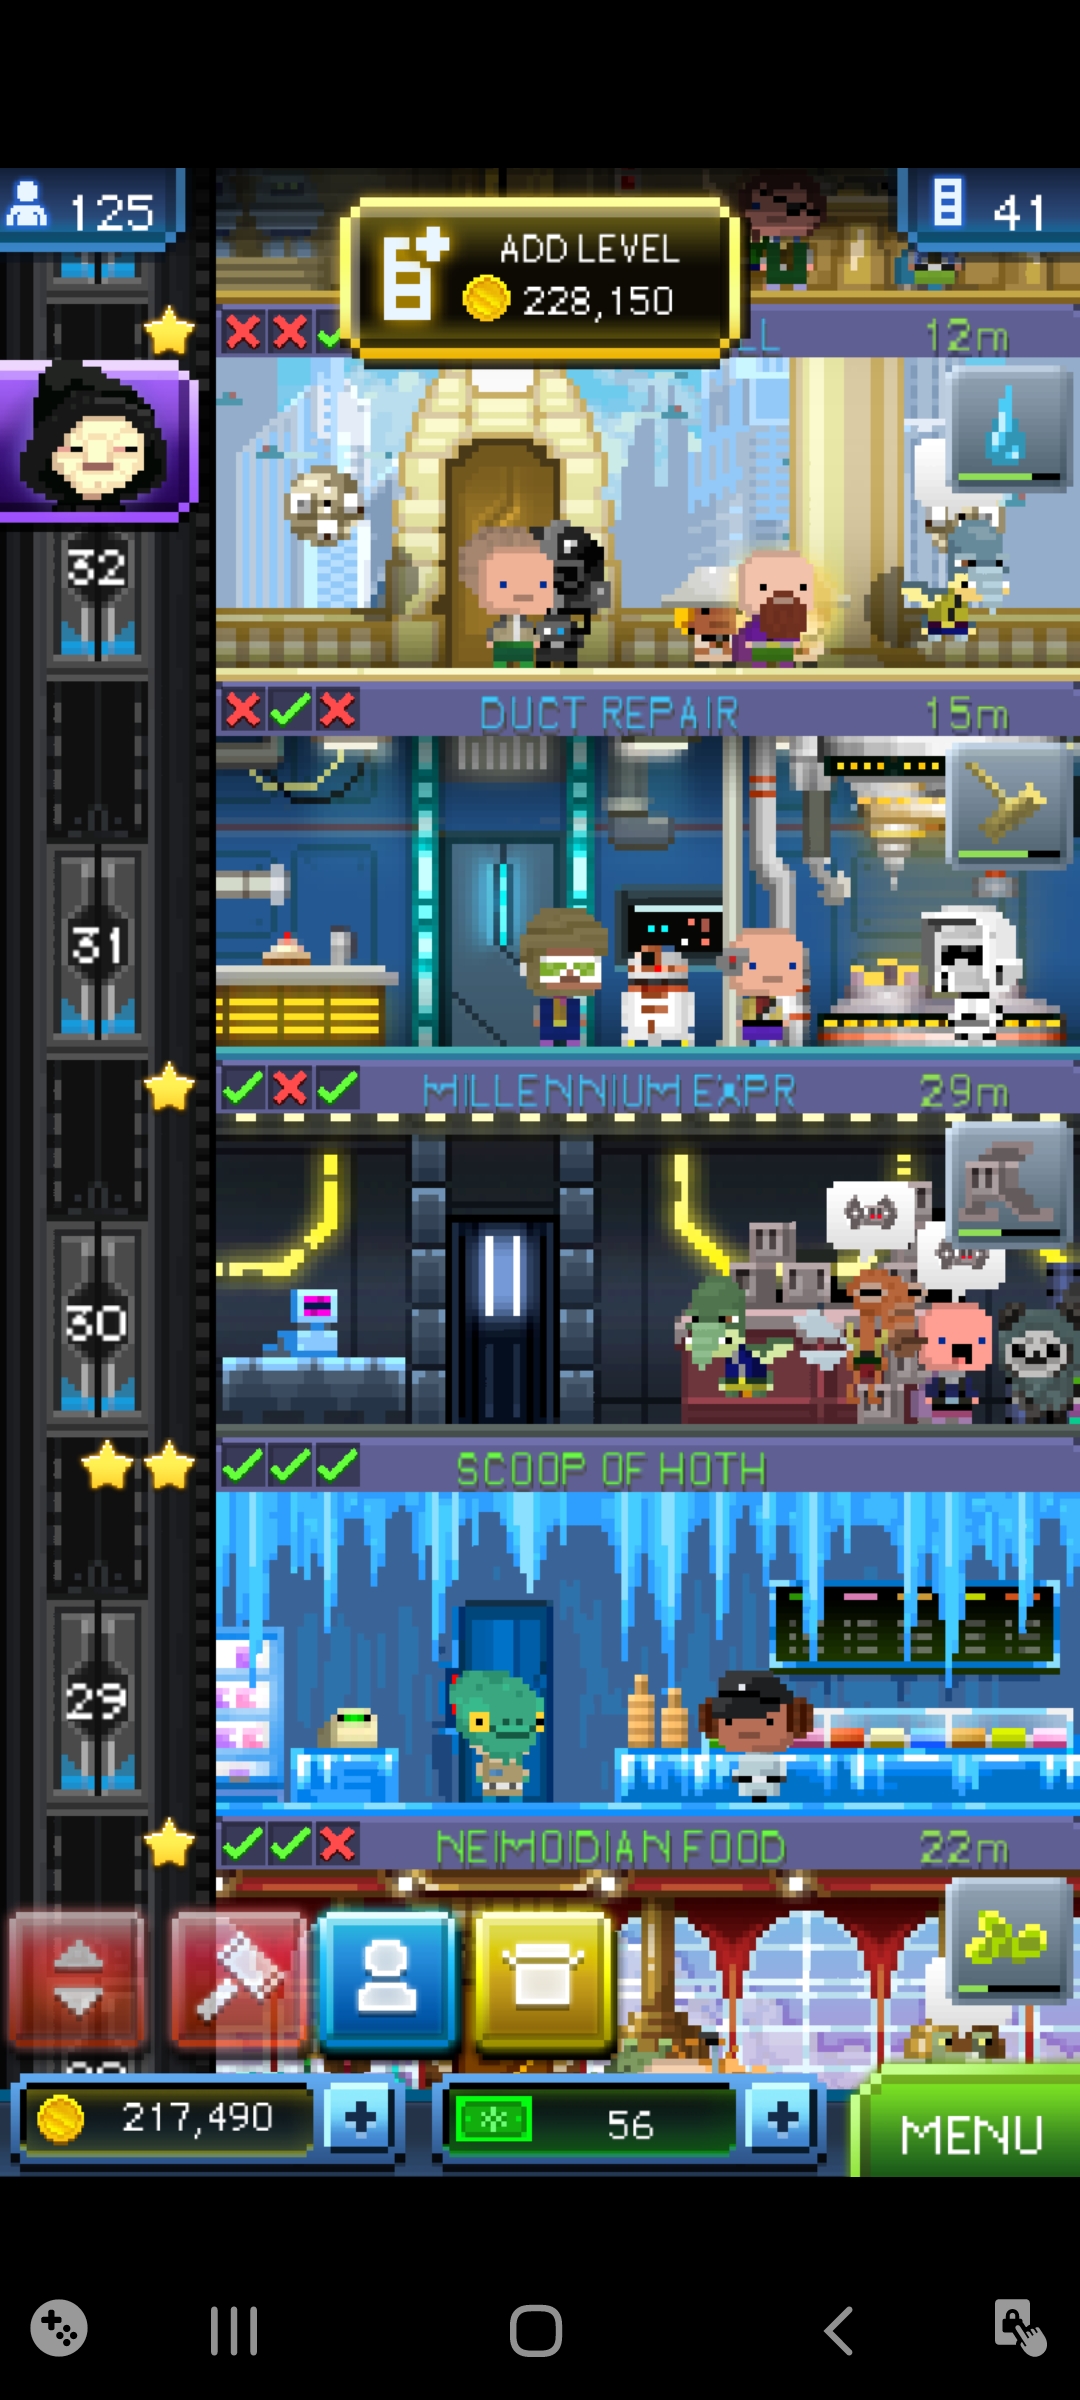 125
ADD LEVEL
228,150
41
LL
12m
32
DUCT REPAIR
15m
31
MILLENNIUM EXPR
29m
30
SCOOP OF HOTH
29
NEIMOIDIAN FOOD
22m
217,490
56
MENU